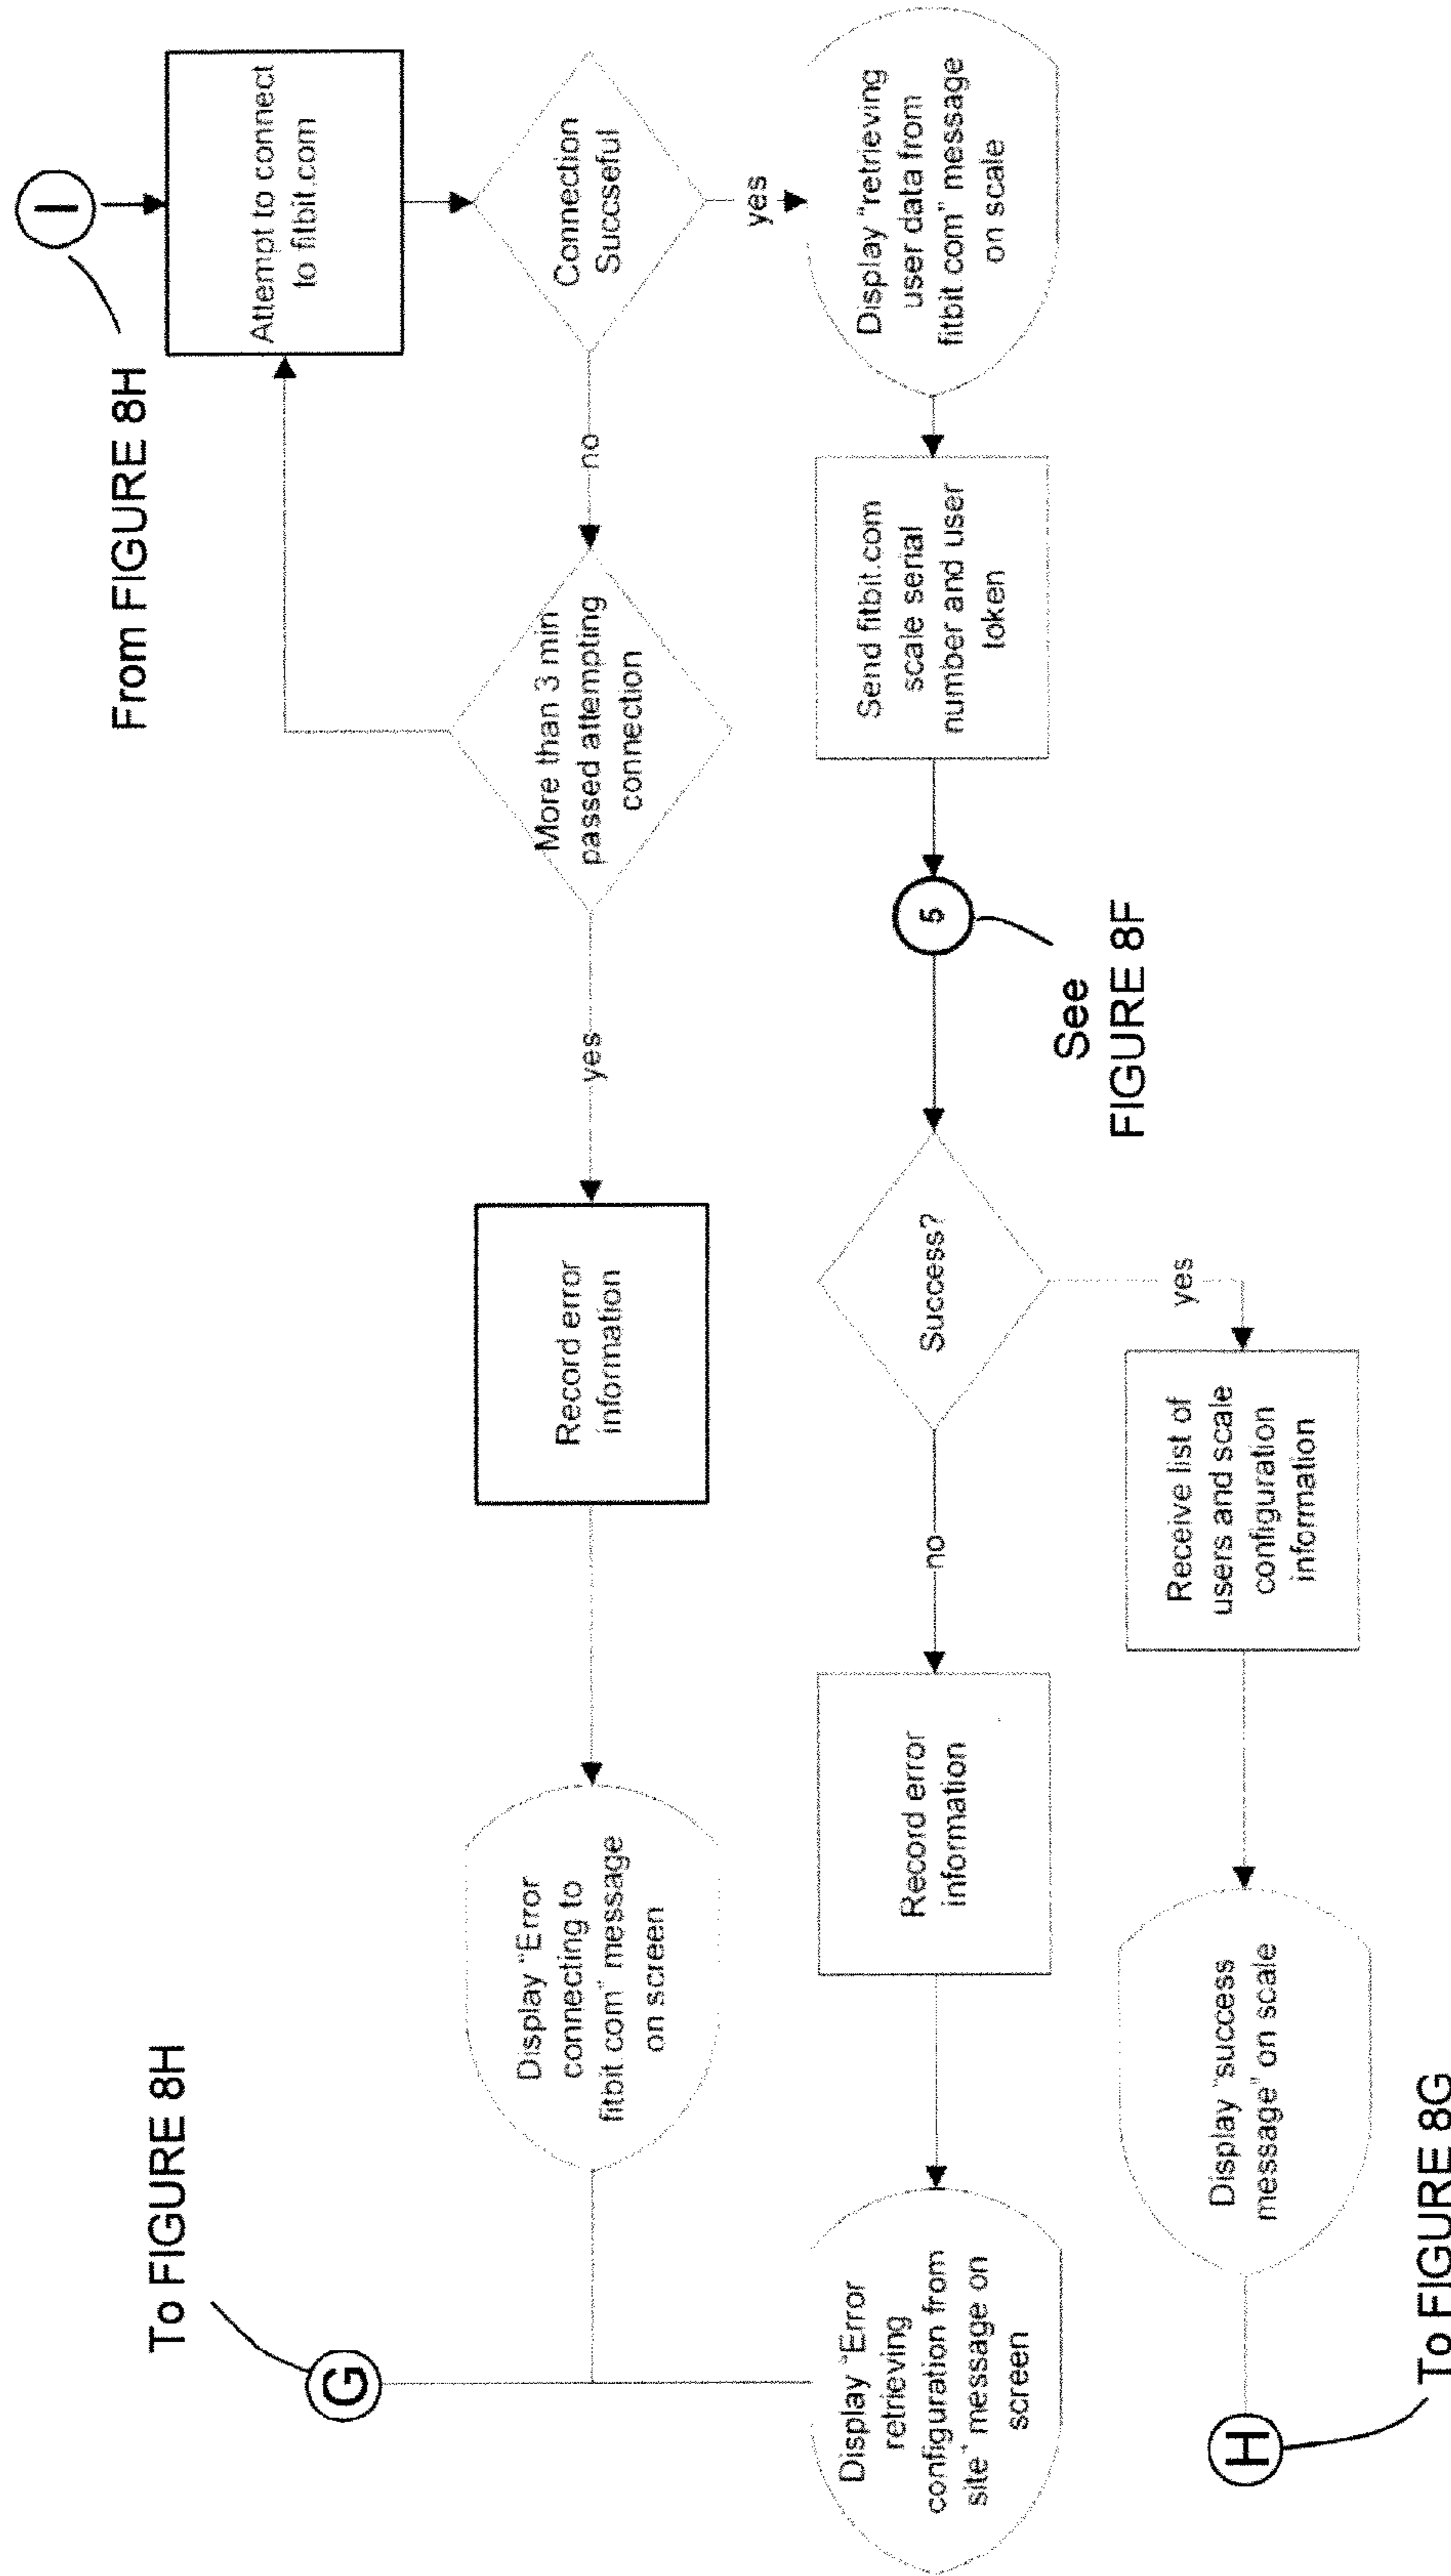 From FIGURE 8H
I
Attempt to connect
to fitbit.com
Connection
Succseful
no
yes
More than 3 min
passed attempting
connection
yes
Record error
information
Display "Error
connecting to
fitbit.com" message
on screen
To FIGURE 8H
G
Display "retrieving
user data from
fitbit.com" message
on scale
Send fitbit.com
scale serial
number and user
token
5
See
FIGURE 8F
Success?
no
yes
Record error
information
Display "Error
retrieving
configuration from
site" message on
screen
Receive list of
users and scale
configuration
information
Display "success
message" on scale
H
To FIGURE 8G